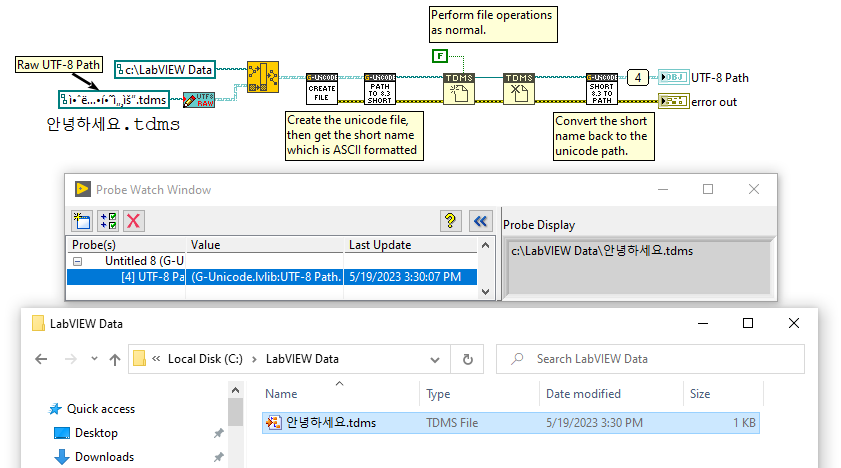 Perform file operations
as normal.
Raw UTF-8 Path
c:\LabVIEW Data
F
.tdms
UTF8
RAW
안녕하세요.tdms
G-UNICODE
CREATE
FILE
G-UNICODE
PATH
TO 8.3
SHORT
TDMS
TDMS
G-UNICODE
SHORT
8.3 TO
PATH
4
OBJ
UTF-8 Path
error out
Create the unicode file,
then get the short name
which is ASCII formatted
Convert the short
name back to the
unicode path.
Probe Watch Window
Probe(s)
Value
Last Update
Untitled 8 (G-U
[4] UTF-8 Pa
(G-Unicode.lvlib:UTF-8 Path.
5/19/2023 3:30:07 PM
Probe Display
c:\LabVIEW Data\안녕하세요.tdms
LabVIEW Data
« Local Disk (C:) > LabVIEW Data
Search LabVIEW Data
Quick access
Desktop
Downloads
Name
Type
Date modified
Size
안녕하세요.tdms
TDMS File
5/19/2023 3:30 PM
1 KB